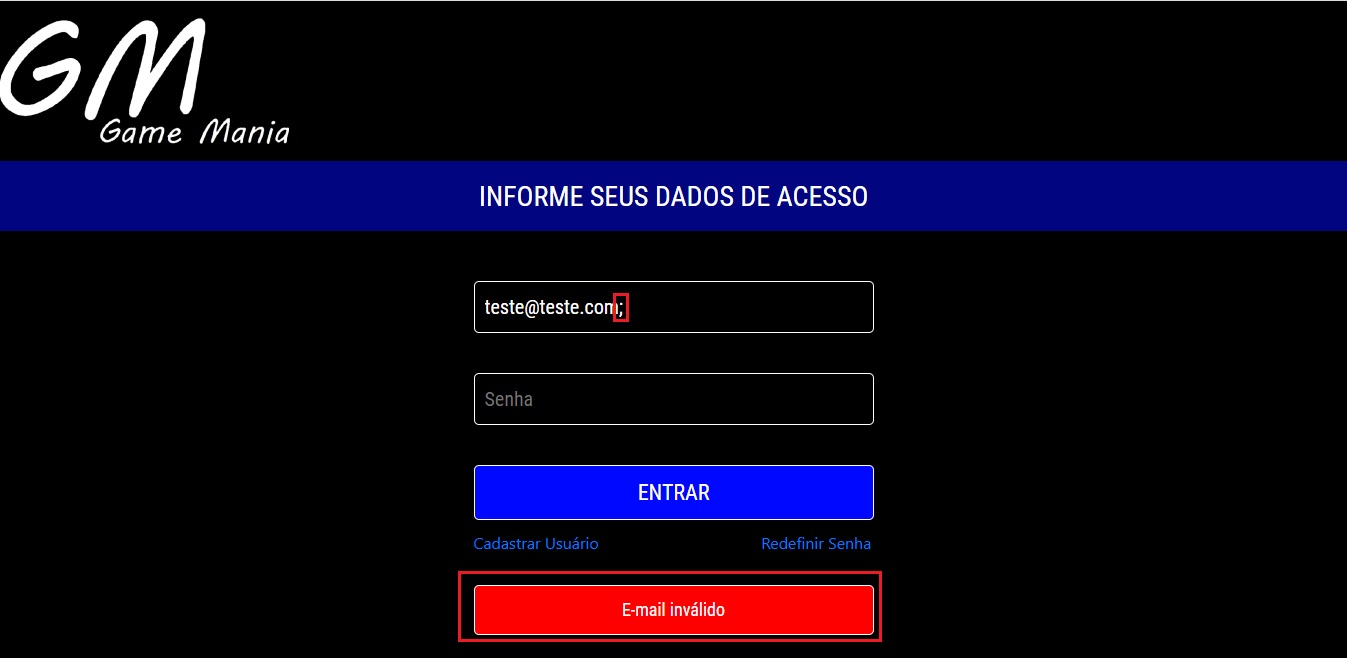 GM
Game Mania
INFORME SEUS DADOS DE ACESSO
teste@teste.com;
Senha
ENTRAR
Cadastrar Usuário Redefinir Senha
E-mail inválido